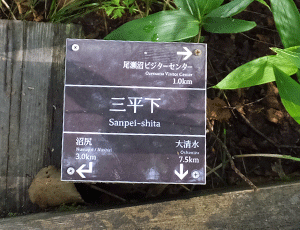 →
尾瀬沼ビジターセンター
Ozenuma Visitor Center
1.0km
三平下
Sanpei-shita
沼尻
3.0km
大清水
Oshimizu
7.5km